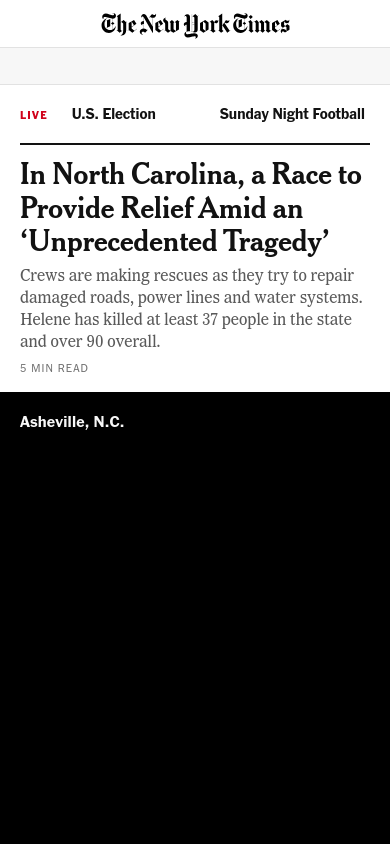 The New York Times
LIVE U.S. Election Sunday Night Football
In North Carolina, a Race to
Provide Relief Amid an
‘Unprecedented Tragedy’
Crews are making rescues as they try to repair
damaged roads, power lines and water systems.
Helene has killed at least 37 people in the state
and over 90 overall.
5 MIN READ
Asheville, N.C.